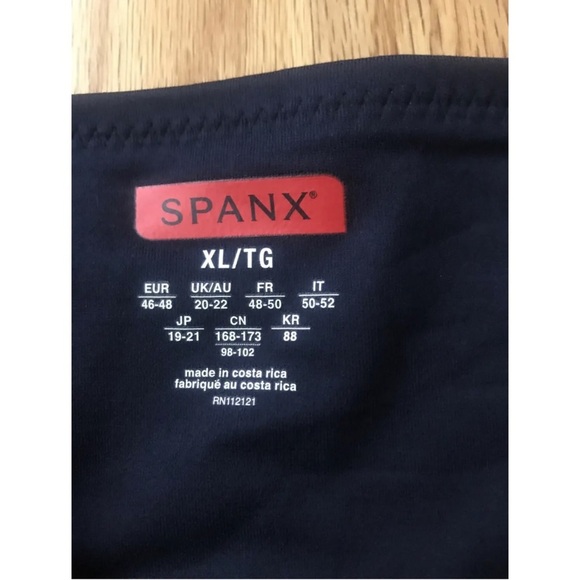 SPANX®
XL/TG
EUR UK/AU FR IT
46-48 20-22 48-50 50-52
JP CN KR
19-21 168-173 88
98-102
made in costa rica
fabriqué au costa rica
RN112121